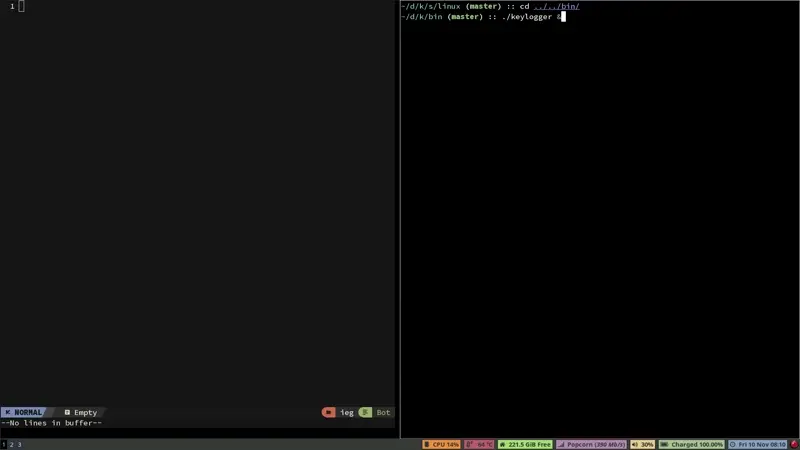 1
NORMAL Empty ieg Bot
--No lines in buffer--
~/d/k/s/linux (master) :: cd ../../bin/
~/d/k/bin (master) :: ./keylogger &
1 2 3
CPU 14% 64 °C 221.5 GiB Free Popcorn (390 Mb/s) 30% Charged 100.00% Fri 10 Nov 08:10